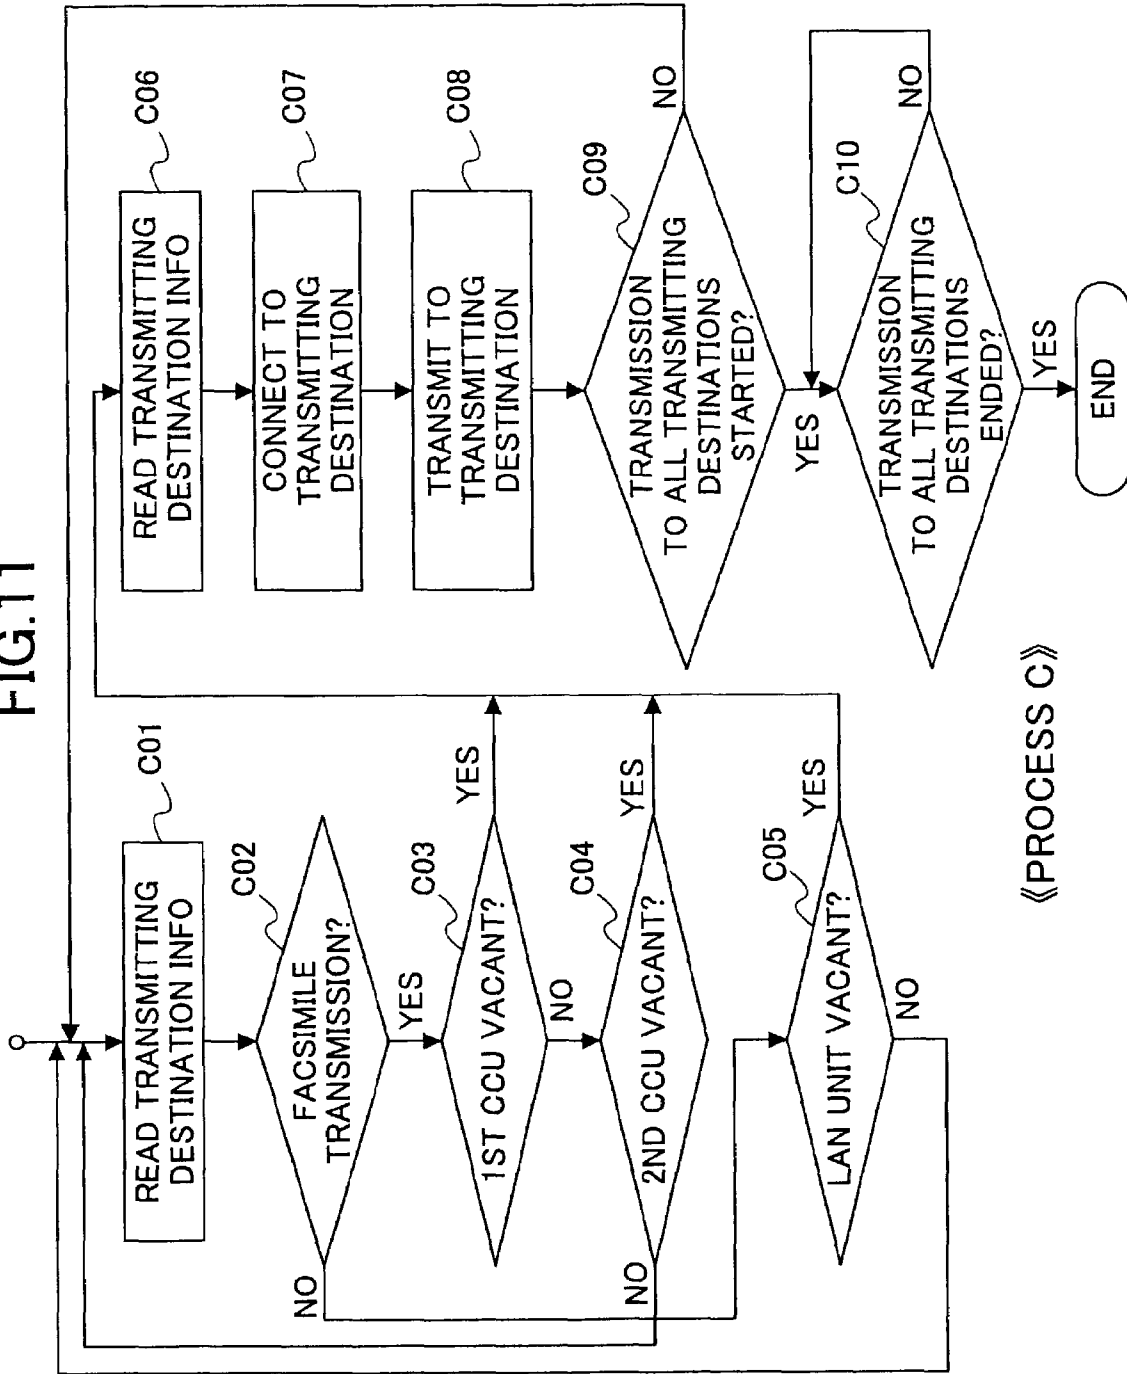 FIG.11
C01
READ TRANSMITTING
DESTINATION INFO
C02
FACSIMILE
TRANSMISSION?
NO
YES
C03
1ST CCU VACANT?
YES
NO
C04
2ND CCU VACANT?
YES
NO
C05
LAN UNIT VACANT?
YES
NO
C06
READ TRANSMITTING
DESTINATION INFO
C07
CONNECT TO
TRANSMITTING
DESTINATION
C08
TRANSMIT TO
TRANSMITTING
DESTINATION
C09
TRANSMISSION
TO ALL TRANSMITTING
DESTINATIONS
STARTED?
NO
YES
C10
TRANSMISSION
TO ALL TRANSMITTING
DESTINATIONS
ENDED?
NO
YES
END
《PROCESS C》